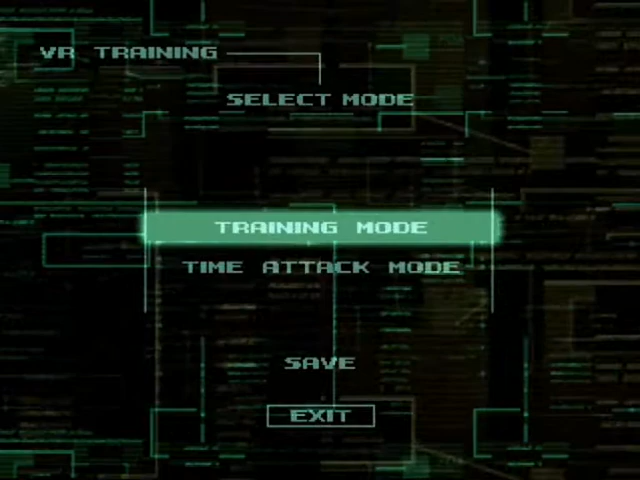 VR TRAINING
SELECT MODE
TRAINING MODE
TIME ATTACK MODE
SAVE
EXIT